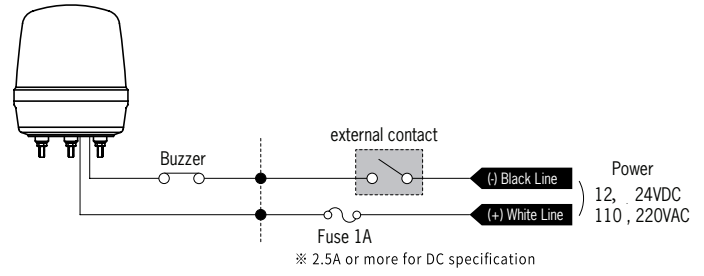 external contact
Buzzer
(-) Black Line
Power
12, 24VDC
(+) White Line
110 , 220VAC
Fuse 1A
※ 2.5A or more for DC specification